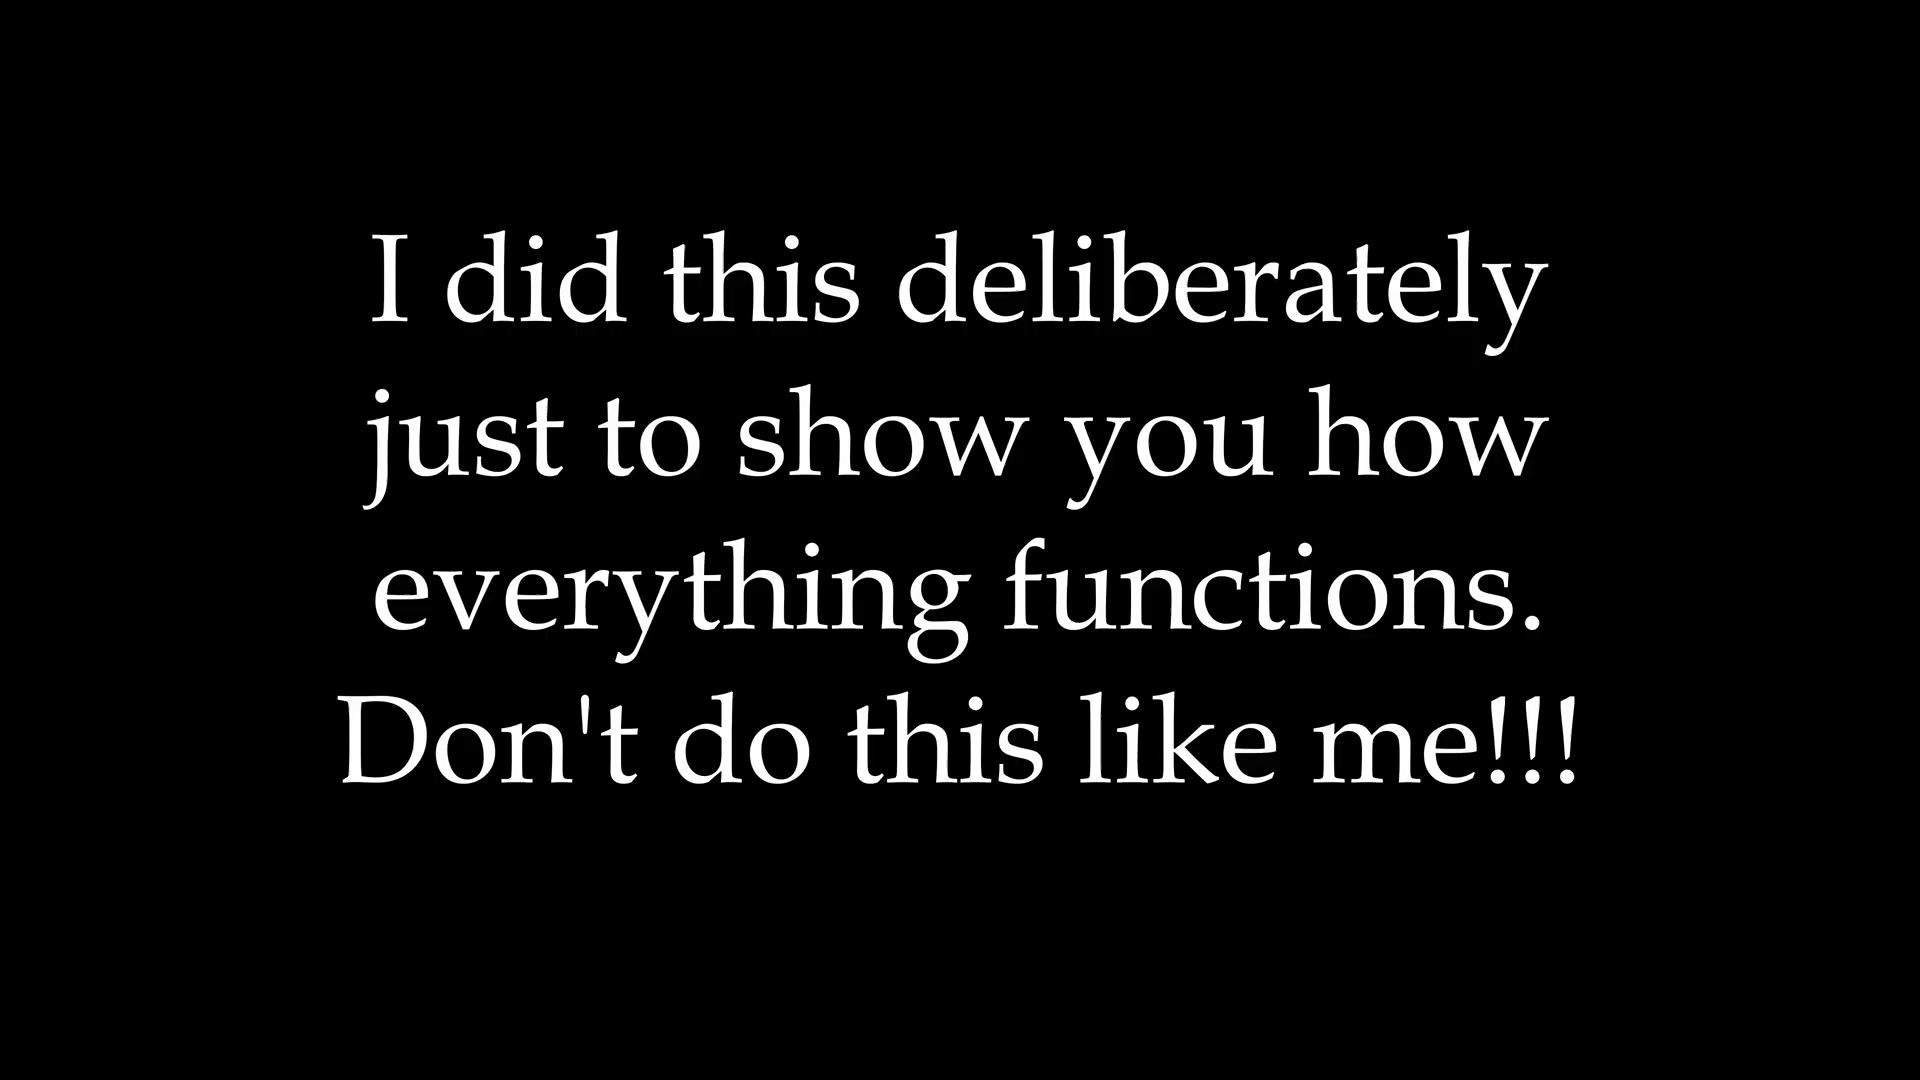 I did this deliberately
just to show you how
everything functions.
Don't do this like me!!!